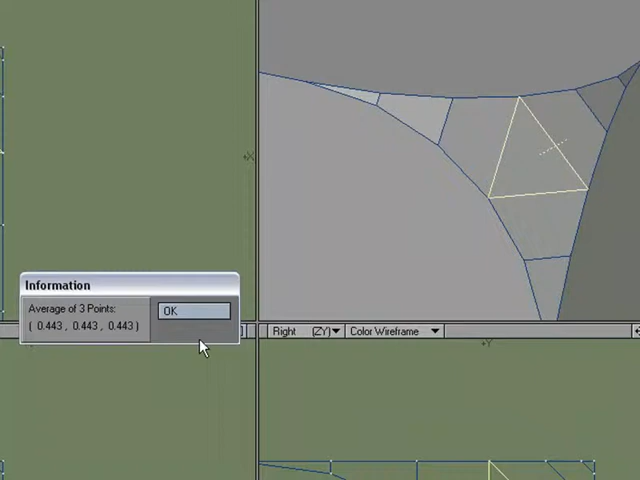 +X
Information
Average of 3 Points:
( 0.443 , 0.443 , 0.443 )
OK
Right (ZY) Color Wireframe
+Y